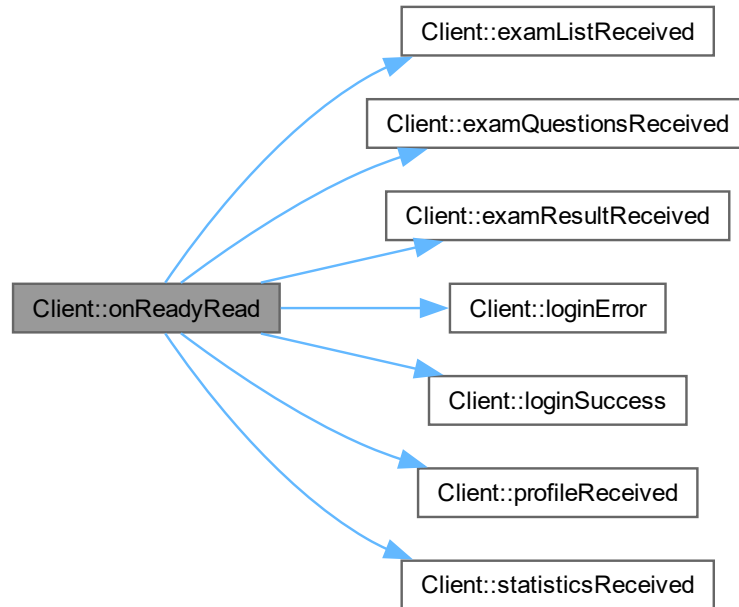 Client::examListReceived
Client::examQuestionsReceived
Client::examResultReceived
Client::onReadyRead
Client::loginError
Client::loginSuccess
Client::profileReceived
Client::statisticsReceived